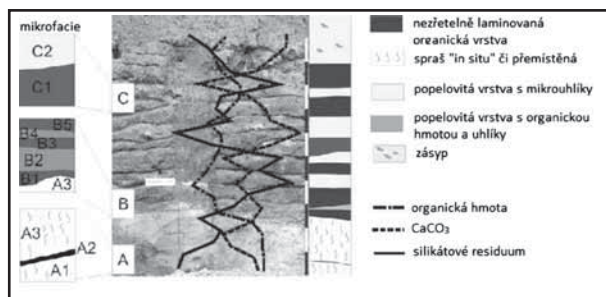 mikrofacie
C2
C1
B5
B4
B3
B2
B1
A3
A3
A2
A1
C
B
A
nezřetelně laminovaná
organická vrstva
spraš "in situ" či přemístěná
popelovitá vrstva s mikrouhlíky
popelovitá vrstva s organickou
hmotou a uhlíky
zásyp
organická hmota
CaCO₃
silikátové residuum